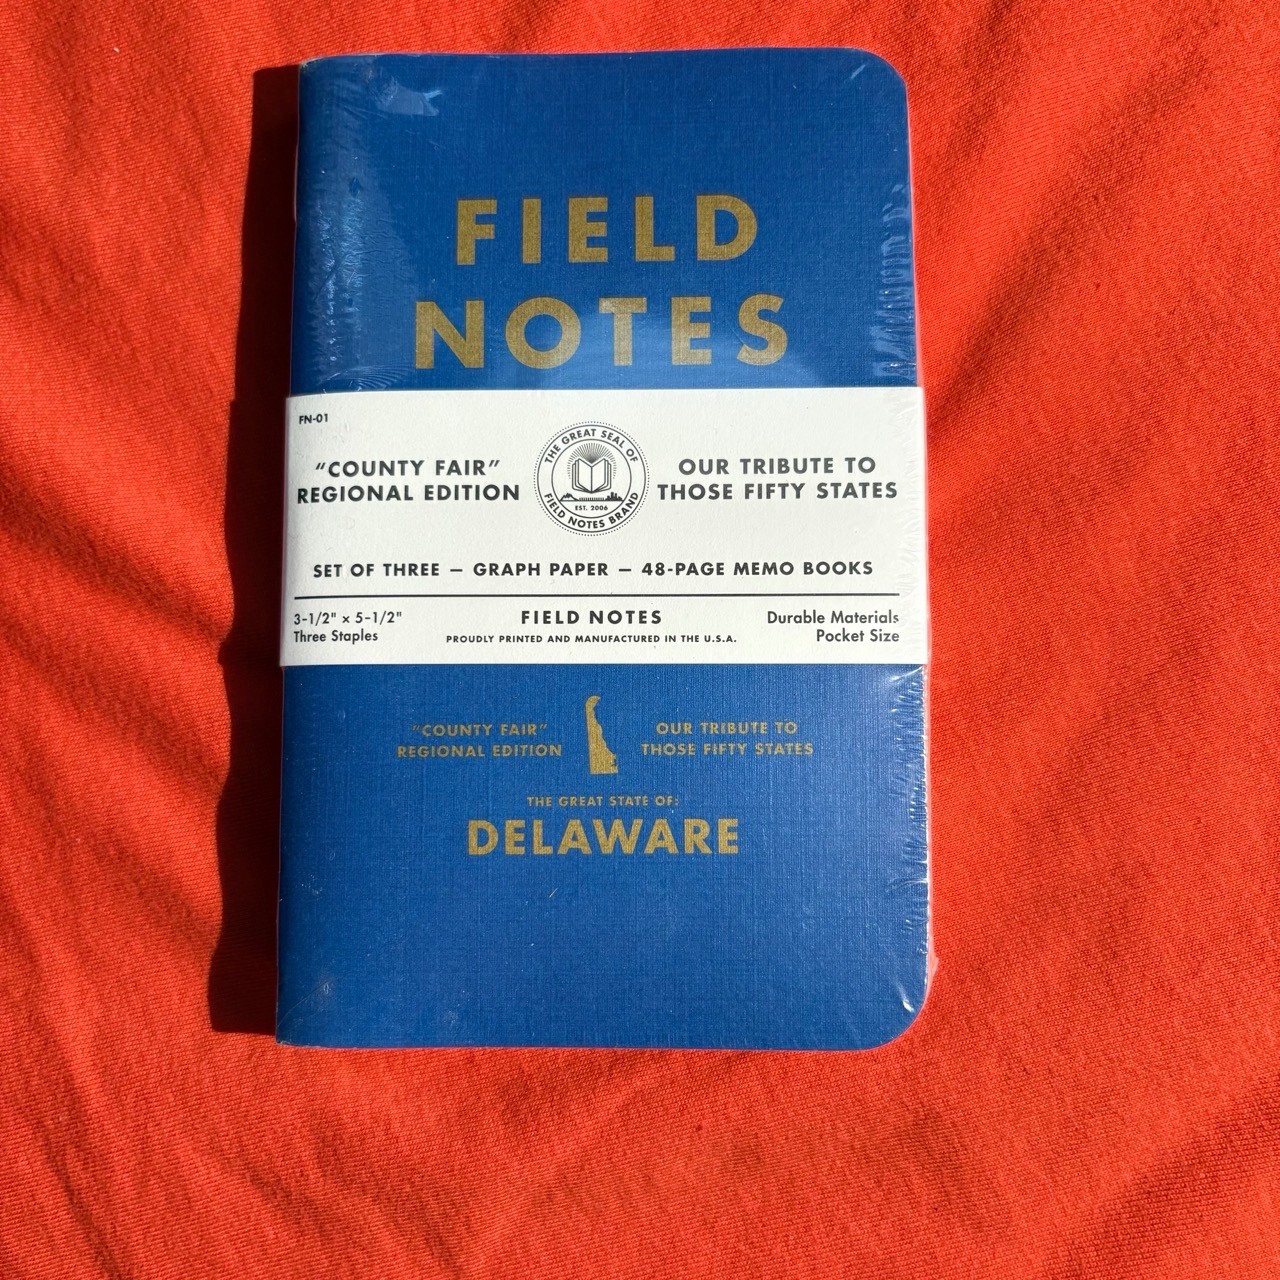 FIELD
NOTES
FN-01
“COUNTY FAIR”
REGIONAL EDITION
THE GREAT SEAL OF
FIELD NOTES BRAND
EST. 2006
OUR TRIBUTE TO
THOSE FIFTY STATES
SET OF THREE — GRAPH PAPER — 48-PAGE MEMO BOOKS
3-1/2" × 5-1/2"
Three Staples
FIELD NOTES
PROUDLY PRINTED AND MANUFACTURED IN THE U.S.A.
Durable Materials
Pocket Size
“COUNTY FAIR”
REGIONAL EDITION
OUR TRIBUTE TO
THOSE FIFTY STATES
THE GREAT STATE OF:
DELAWARE